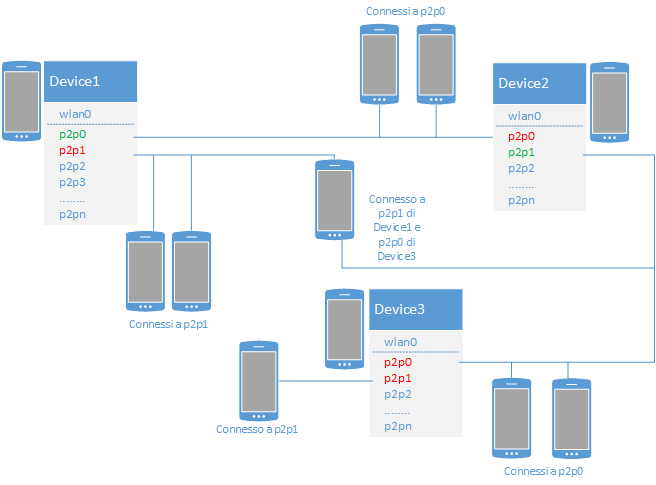 Connessi a p2p0
Device1
wlan0
p2p0
p2p1
p2p2
p2p3
........
p2pn
Device2
wlan0
p2p0
p2p1
p2p2
........
p2pn
Connesso a
p2p1 di
Device1 e
p2p0 di
Device3
Connessi a p2p1
Device3
wlan0
p2p0
p2p1
p2p2
........
p2pn
Connesso a p2p1
Connessi a p2p0